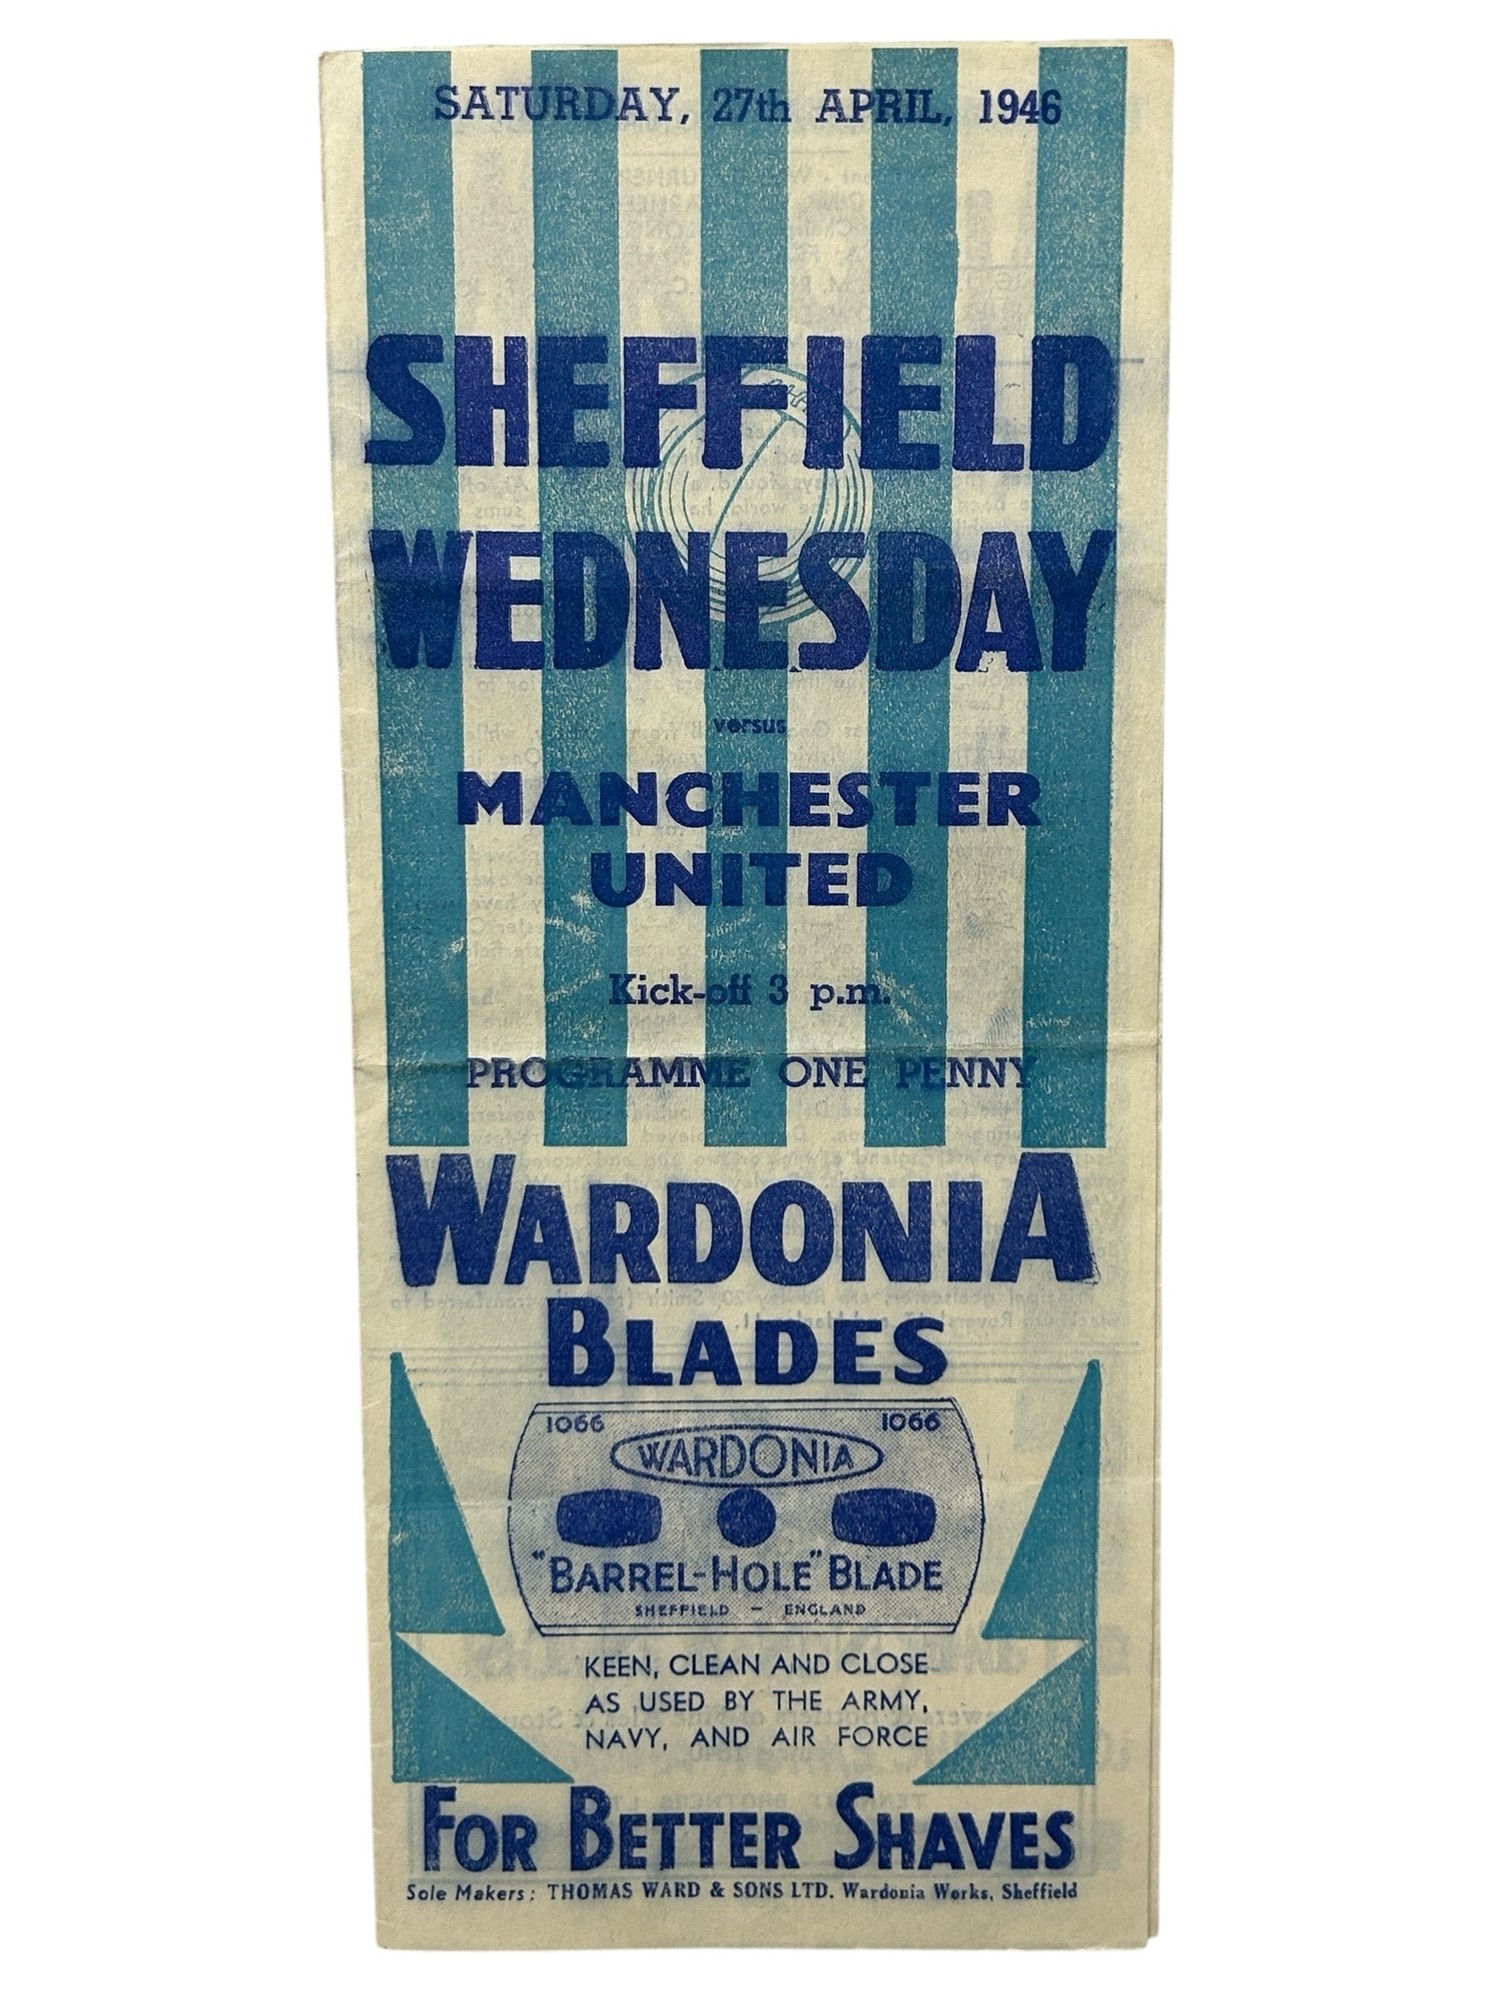 SATURDAY, 27th APRIL, 1946
SHEFFIELD
WEDNESDAY
versus
MANCHESTER
UNITED
Kick-off 3 p.m.
PROGRAMME ONE PENNY
WARDONIA
BLADES
1066 1066
WARDONIA
"BARREL-HOLE" BLADE
SHEFFIELD - ENGLAND
KEEN, CLEAN AND CLOSE
AS USED BY THE ARMY,
NAVY, AND AIR FORCE
FOR BETTER SHAVES
Sole Makers: THOMAS WARD & SONS LTD. Wardonia Works, Sheffield